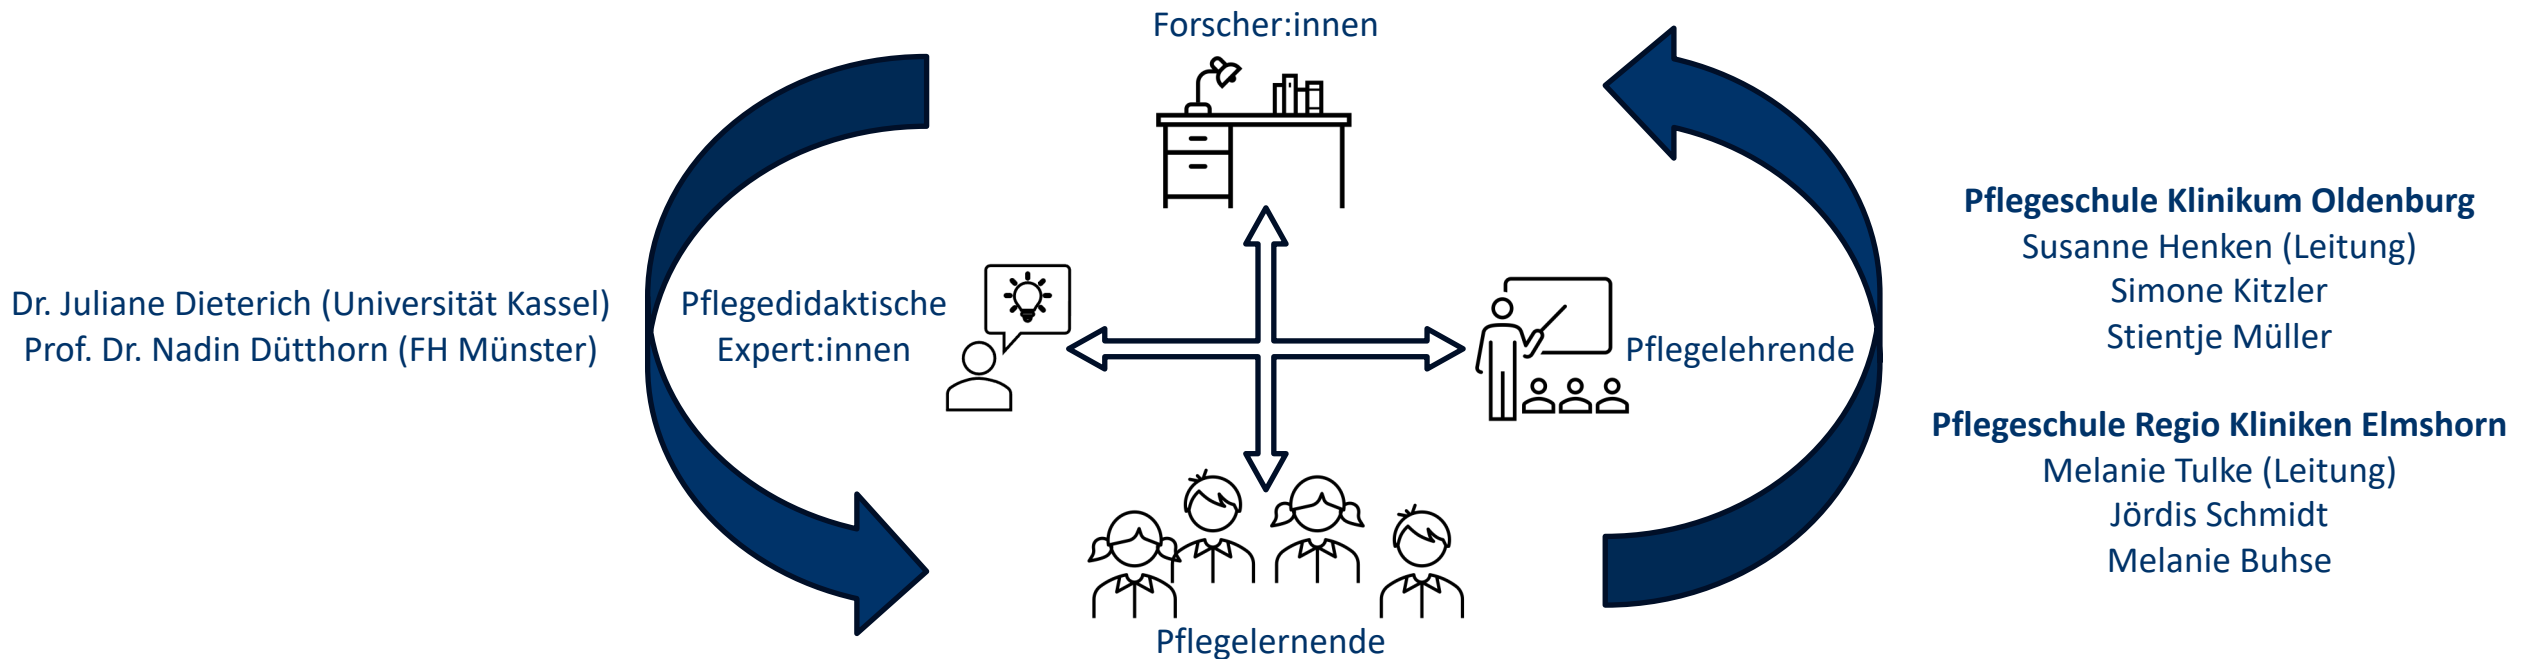 Forscher:innen
Dr. Juliane Dieterich (Universität Kassel)
Prof. Dr. Nadin Dütthorn (FH Münster)
Pflegedidaktische
Expert:innen
Pflegelehrende
Pflegelernende
Pflegeschule Klinikum Oldenburg
Susanne Henken (Leitung)
Simone Kitzler
Stientje Müller
Pflegeschule Regio Kliniken Elmshorn
Melanie Tulke (Leitung)
Jördis Schmidt
Melanie Buhse